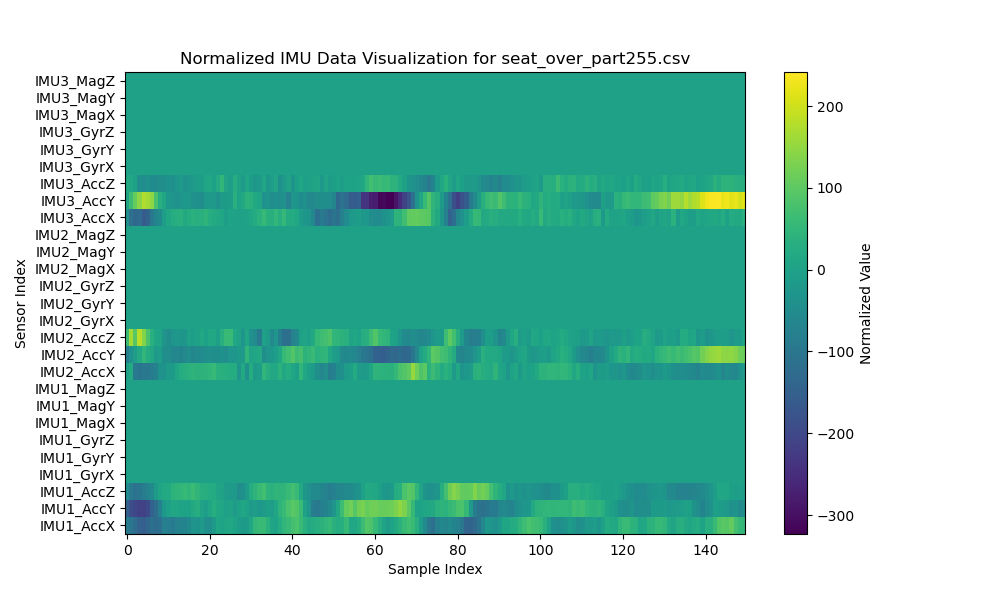 Normalized IMU Data Visualization for seat_over_part255.csv
IMU3_MagZ
IMU3_MagY
IMU3_MagX
IMU3_GyrZ
IMU3_GyrY
IMU3_GyrX
IMU3_AccZ
IMU3_AccY
IMU3_AccX
IMU2_MagZ
IMU2_MagY
IMU2_MagX
IMU2_GyrZ
IMU2_GyrY
IMU2_GyrX
IMU2_AccZ
IMU2_AccY
IMU2_AccX
IMU1_MagZ
IMU1_MagY
IMU1_MagX
IMU1_GyrZ
IMU1_GyrY
IMU1_GyrX
IMU1_AccZ
IMU1_AccY
IMU1_AccX
Sensor Index
0 20 40 60 80 100 120 140
Sample Index
200
100
0
−100
−200
−300
Normalized Value